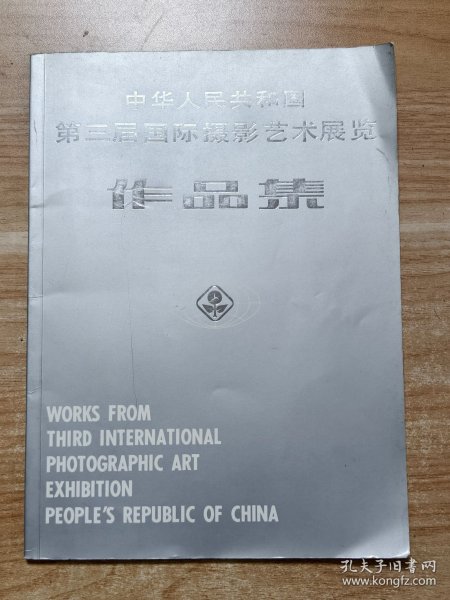 中华人民共和国
第三届国际摄影艺术展览
作品集
WORKS FROM
THIRD INTERNATIONAL
PHOTOGRAPHIC ART
EXHIBITION
PEOPLE'S REPUBLIC OF CHINA
孔夫子旧书网
www.kongfz.com